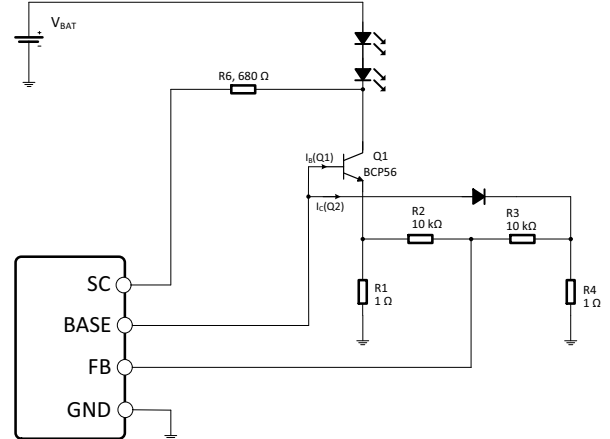 V_BAT
+
-
R6, 680 Ω
I_B(Q1)
Q1
BCP56
I_C(Q2)
R2
10 kΩ
R3
10 kΩ
R1
1 Ω
R4
1 Ω
SC
BASE
FB
GND